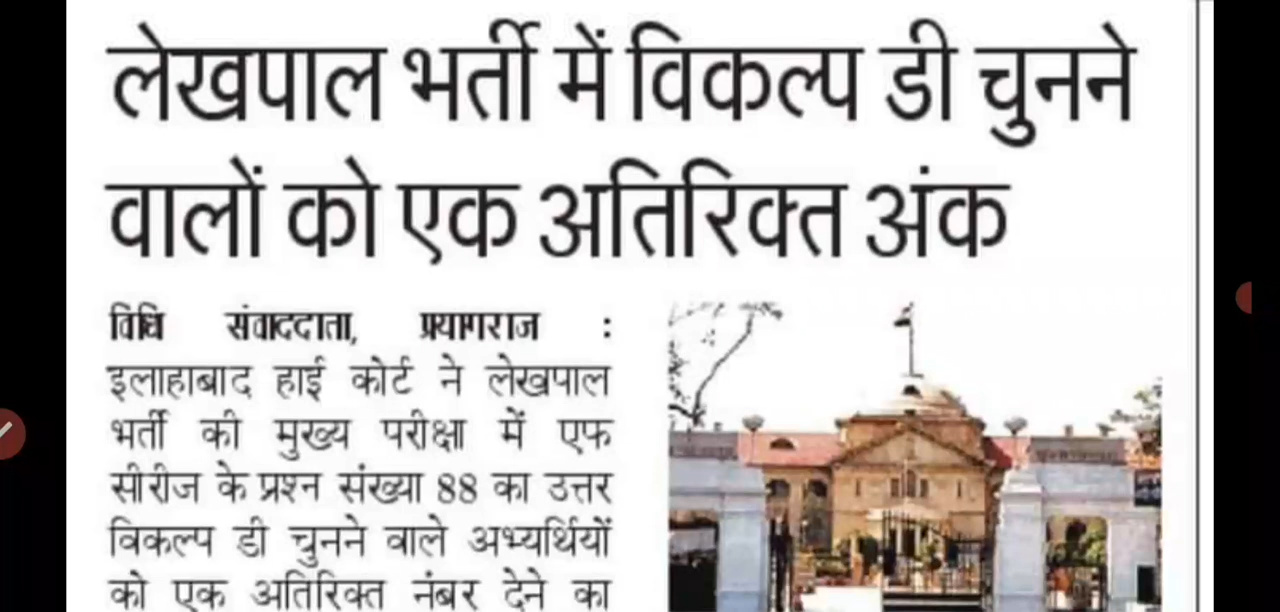 लेखपाल भर्ती में विकल्प डी चुनने
वालों को एक अतिरिक्त अंक
विधि संवाददाता, प्रयागराज :
इलाहाबाद हाई कोर्ट ने लेखपाल
भर्ती की मुख्य परीक्षा में एफ
सीरीज के प्रश्न संख्या 88 का उत्तर
विकल्प डी चुनने वाले अभ्यर्थियों
को एक अतिरिक्त नंबर देने का